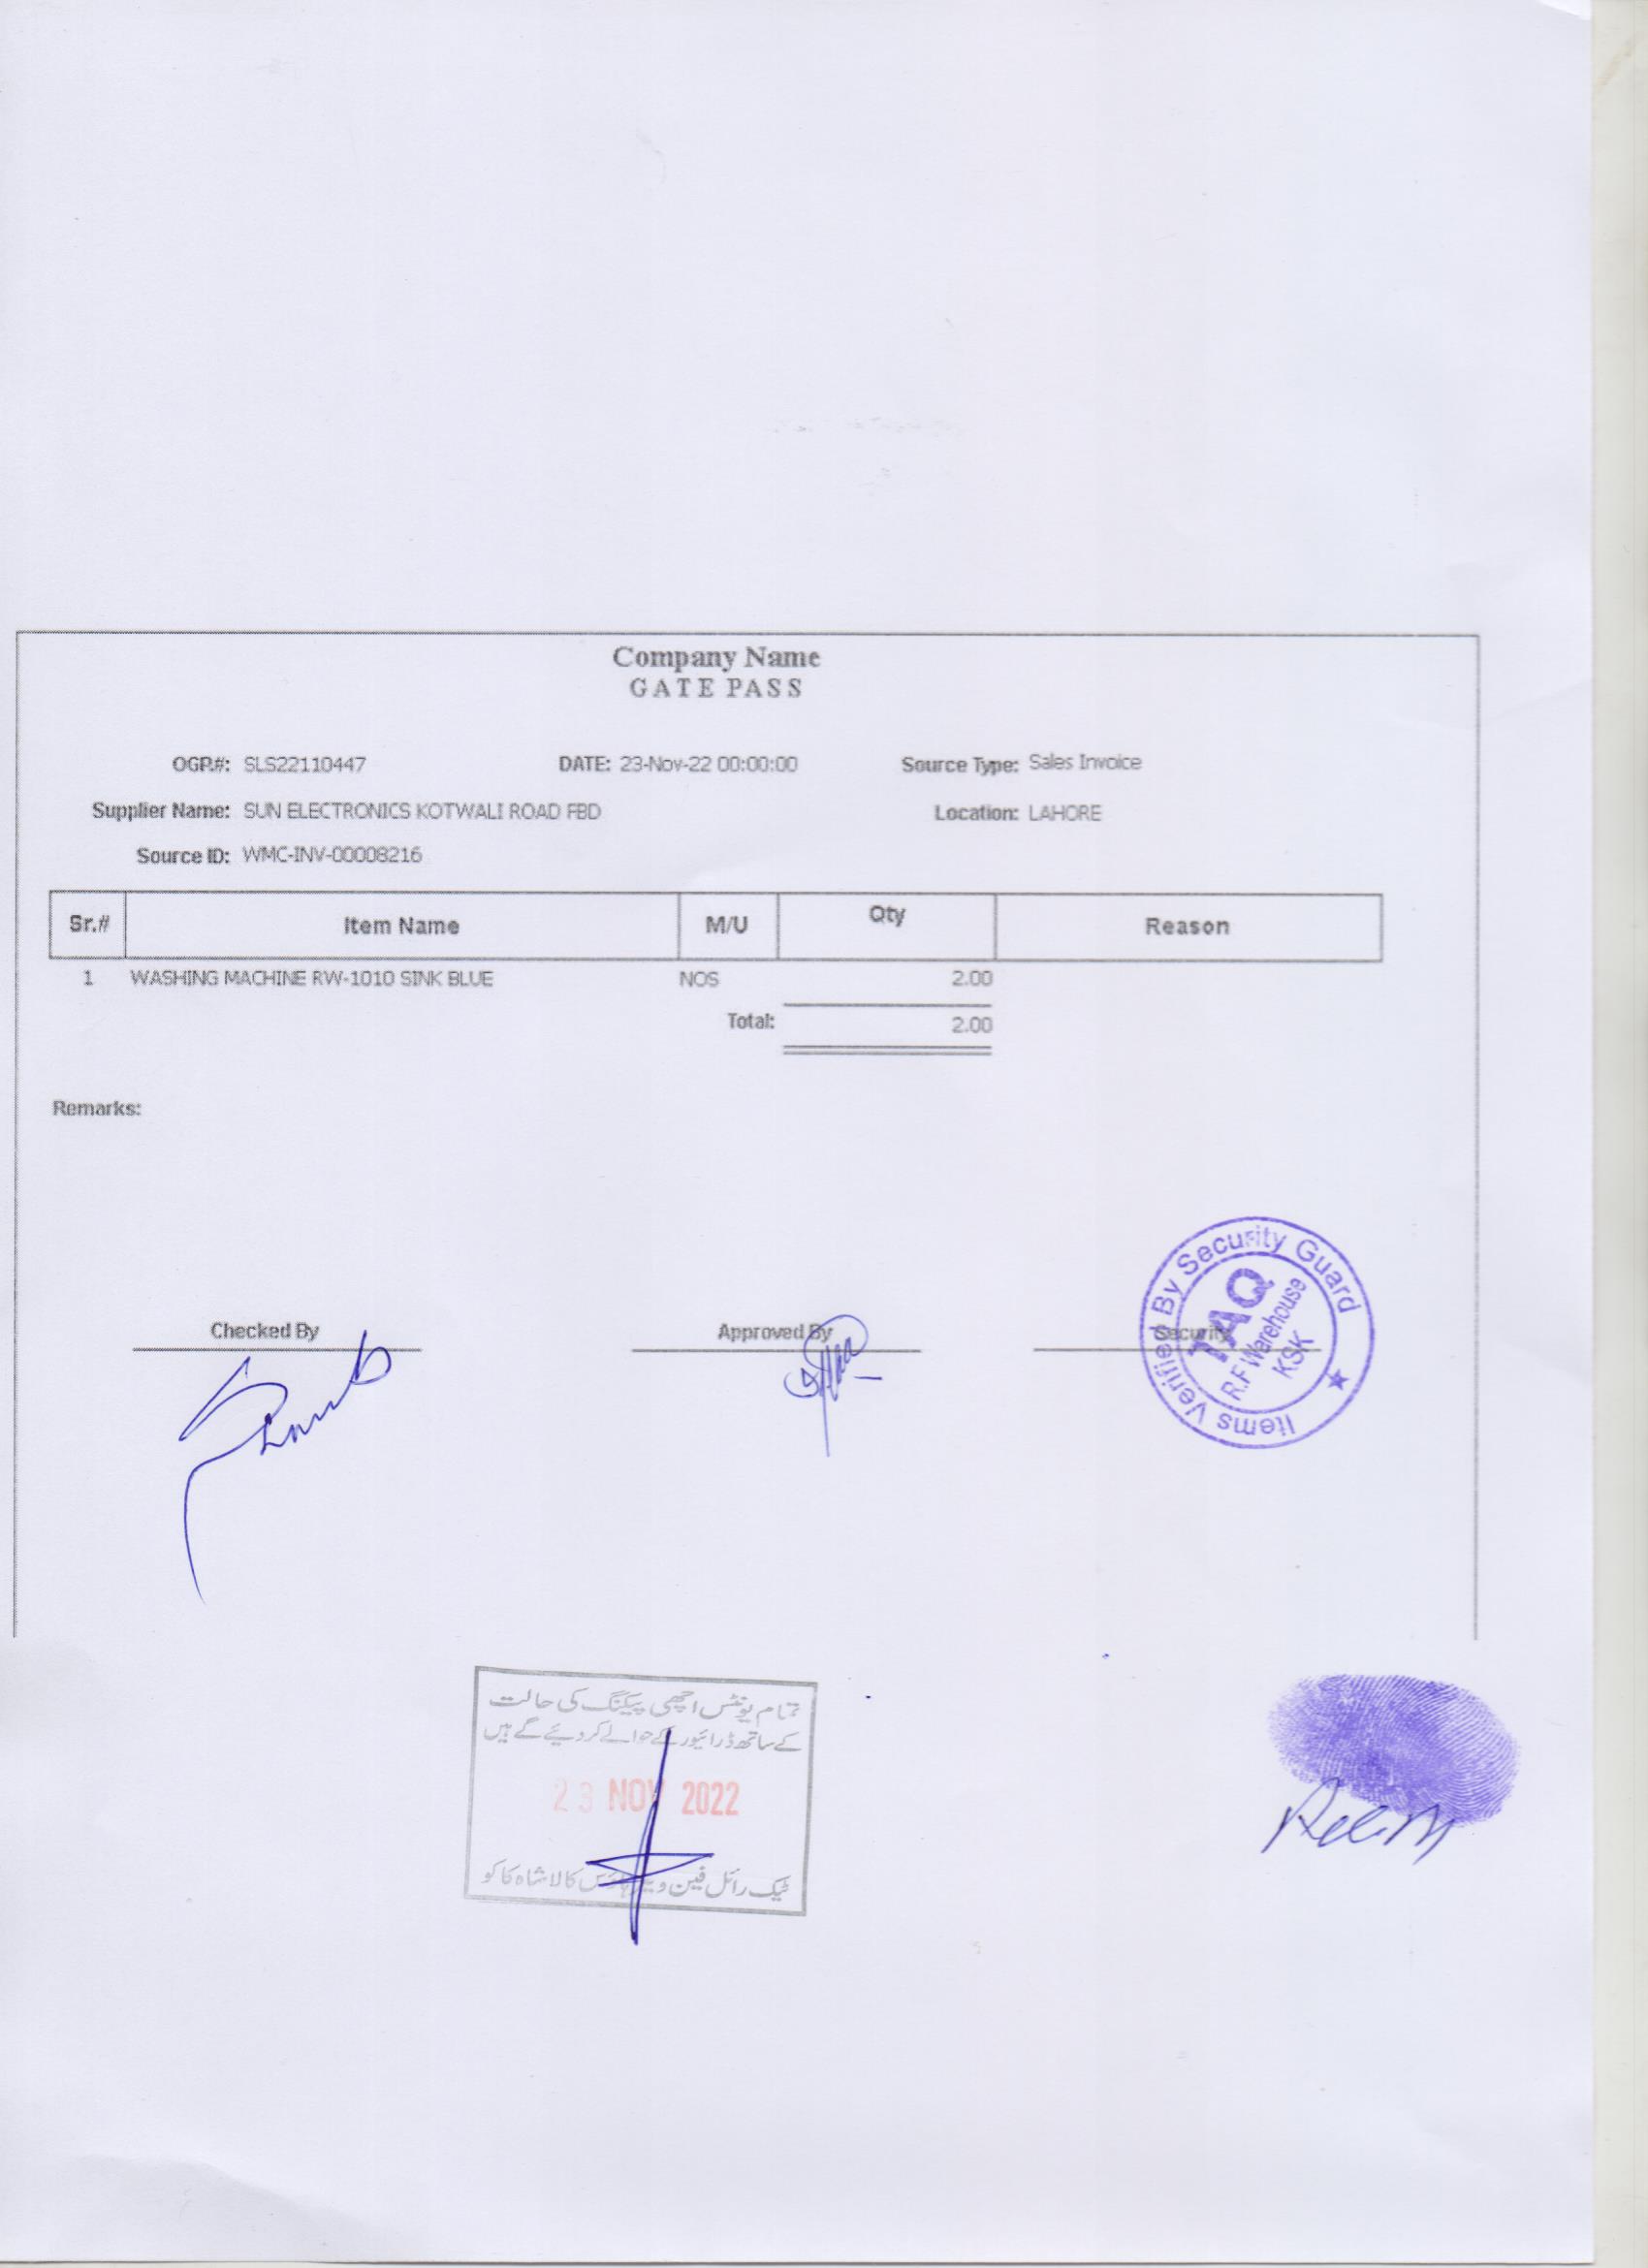 Company Name
GATE PASS
OGP.#: SLS22110447 DATE: 23-Nov-22 00:00:00 Source Type: Sales Invoice
Supplier Name: SUN ELECTRONICS KOTWALI ROAD FBD Location: LAHORE
Source ID: WMC-INV-00008216
Sr.# Item Name M/U Qty Reason
1 WASHING MACHINE RW-1010 SINK BLUE NOS 2.00
Total: 2.00
Remarks:
Checked By Approved By Security
Items Verified By Security Guard
TAQ
R.F Warehouse
KSK
تمام یونٹس اچھی پیکنگ کی حالت
کے ساتھ ڈرائیور کے حوالے کر دیئے گے ہیں
23 NOV 2022
ٹیک رائل فین ویئر ہاؤس کالا شاہ کاکو